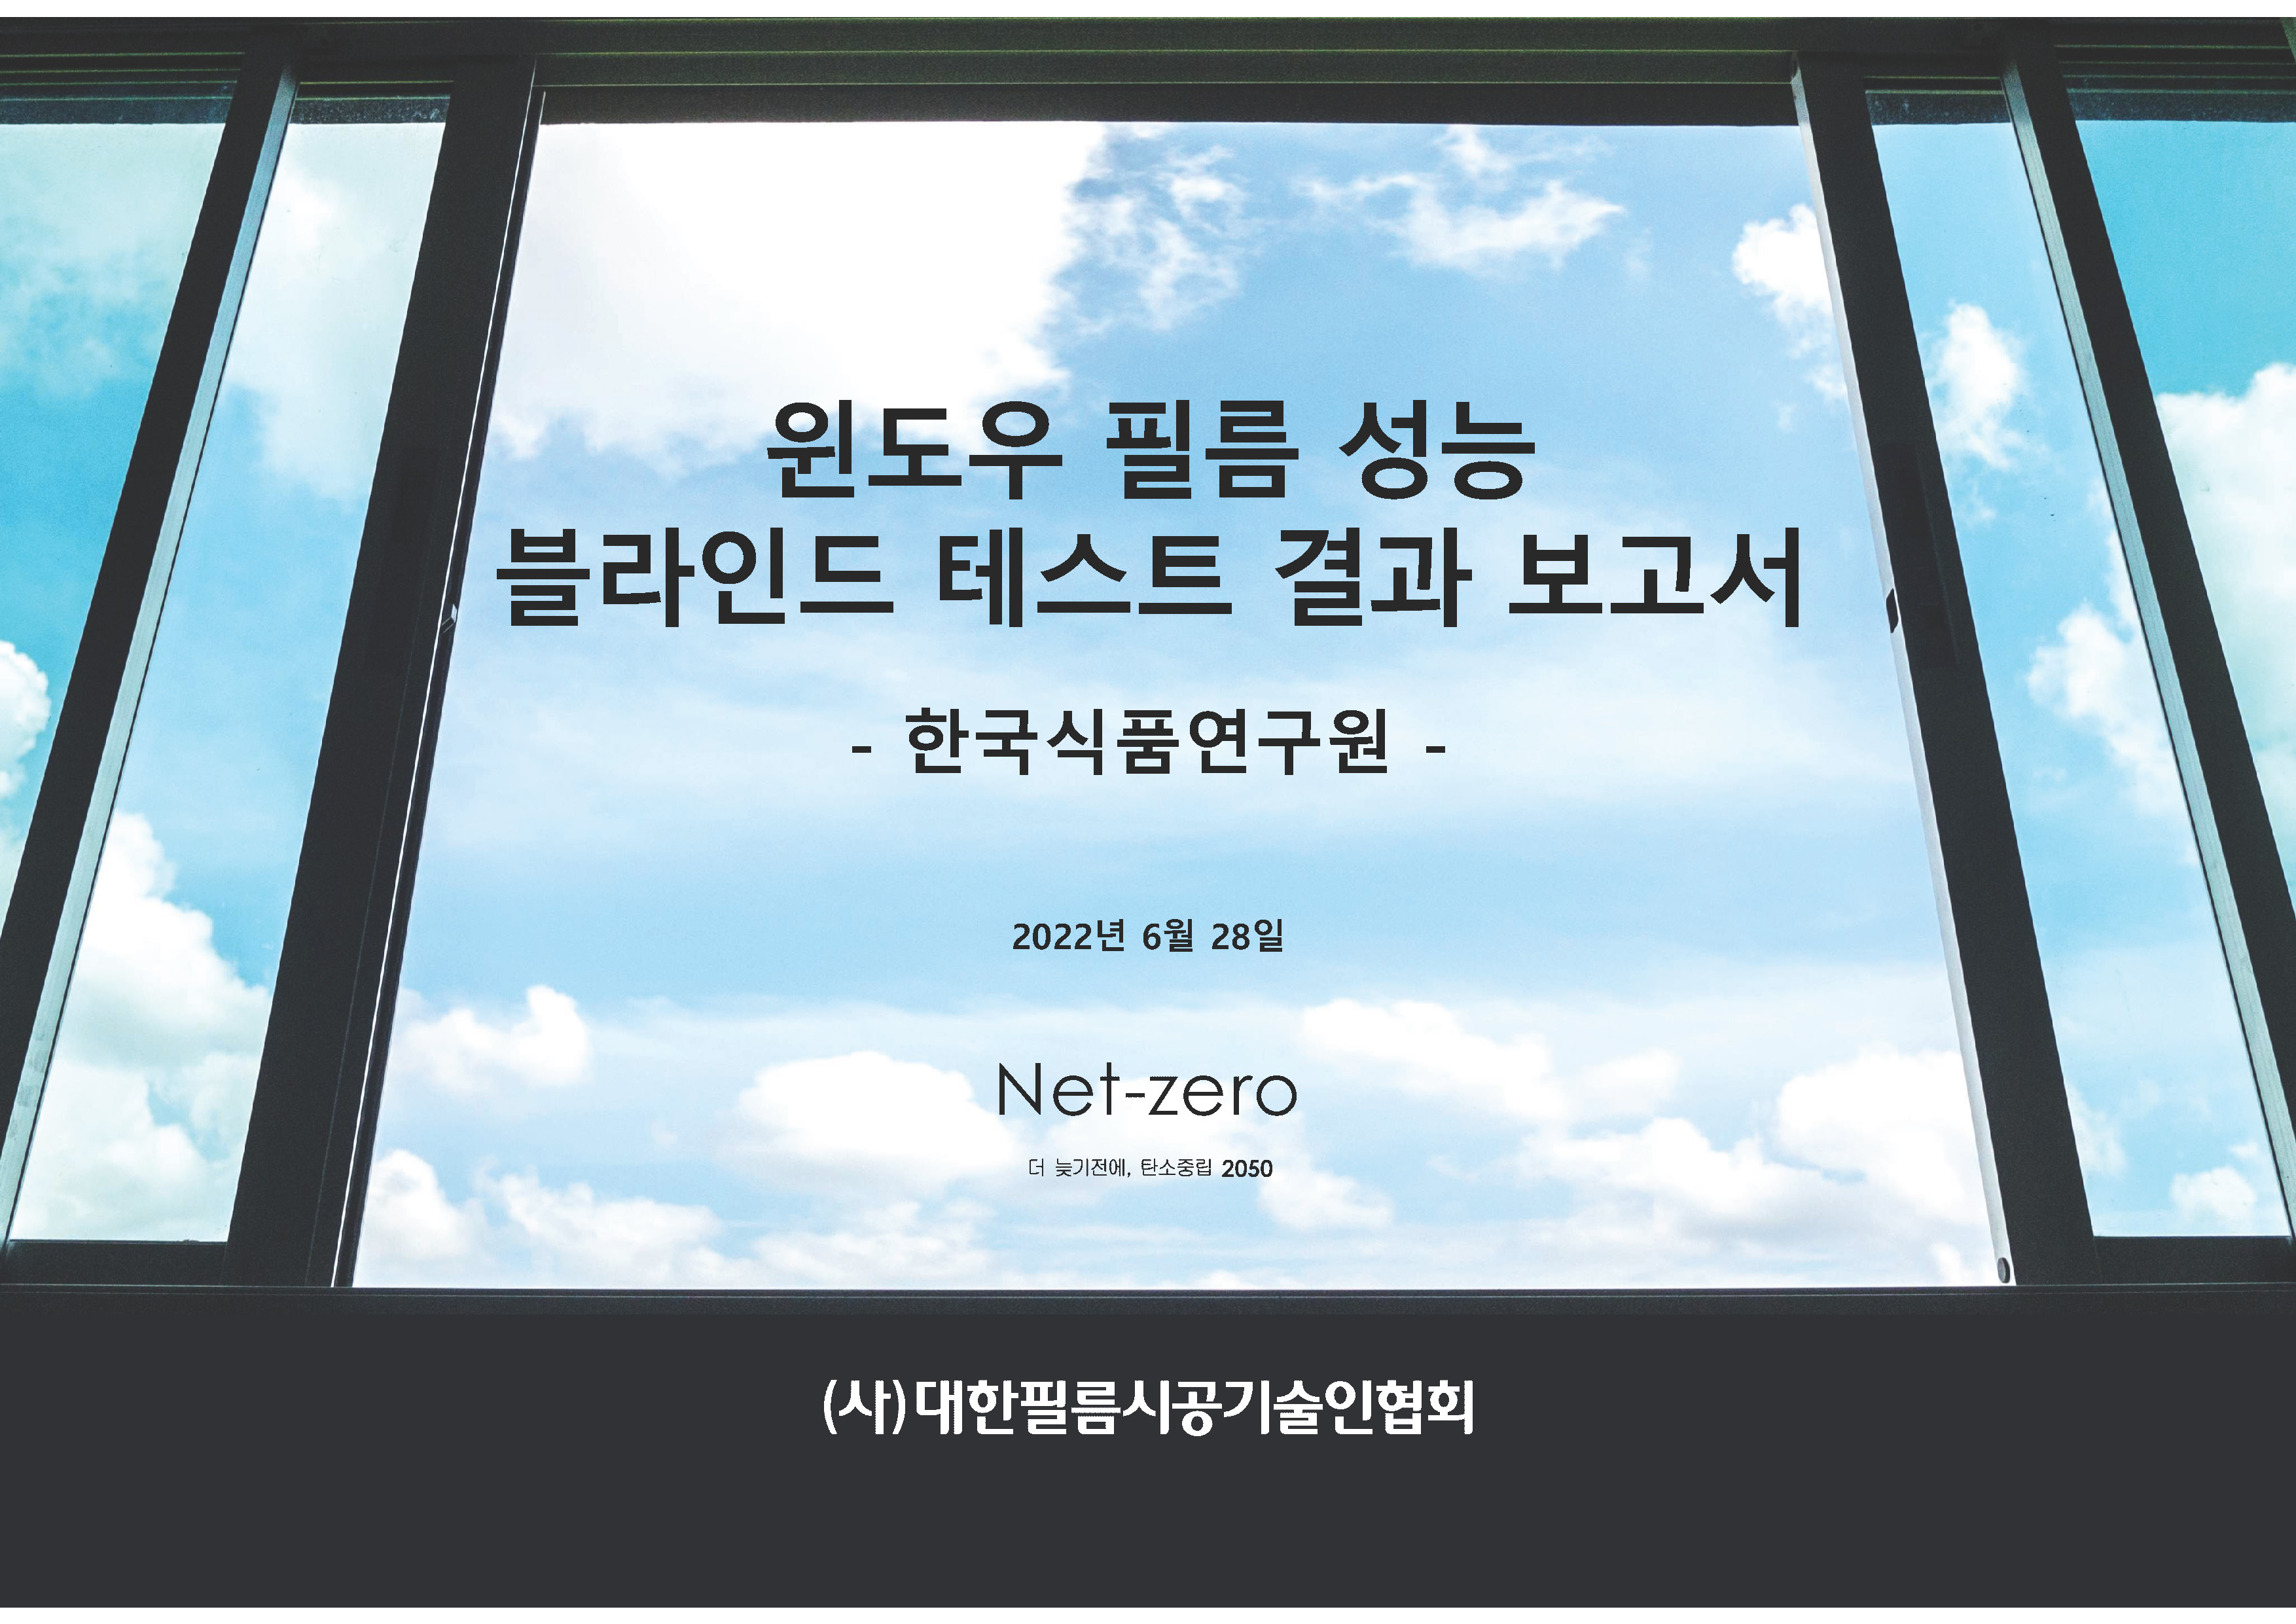 윈도우 필름 성능
블라인드 테스트 결과 보고서
- 한국식품연구원 -
2022년 6월 28일
Net-zero
더 늦기전에, 탄소중립 2050
(사)대한필름시공기술인협회